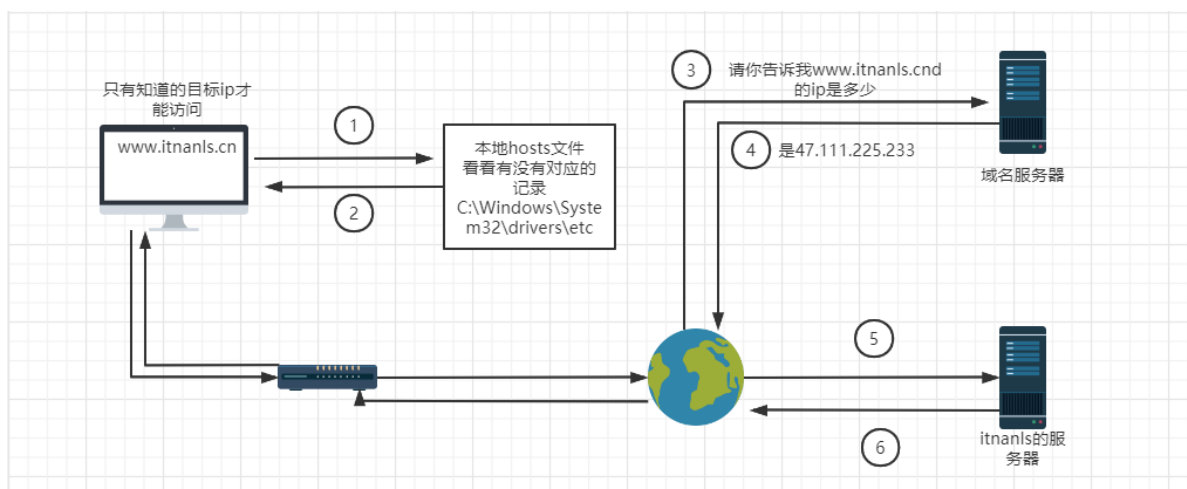 只有知道的目标ip才
能访问
www.itnanls.cn
1
2
本地hosts文件
看看有没有对应的
记录
C:\Windows\Syste
m32\drivers\etc
3
请你告诉我www.itnanls.cnd
的ip是多少
4
是47.111.225.233
域名服务器
5
6
itnanls的服
务器